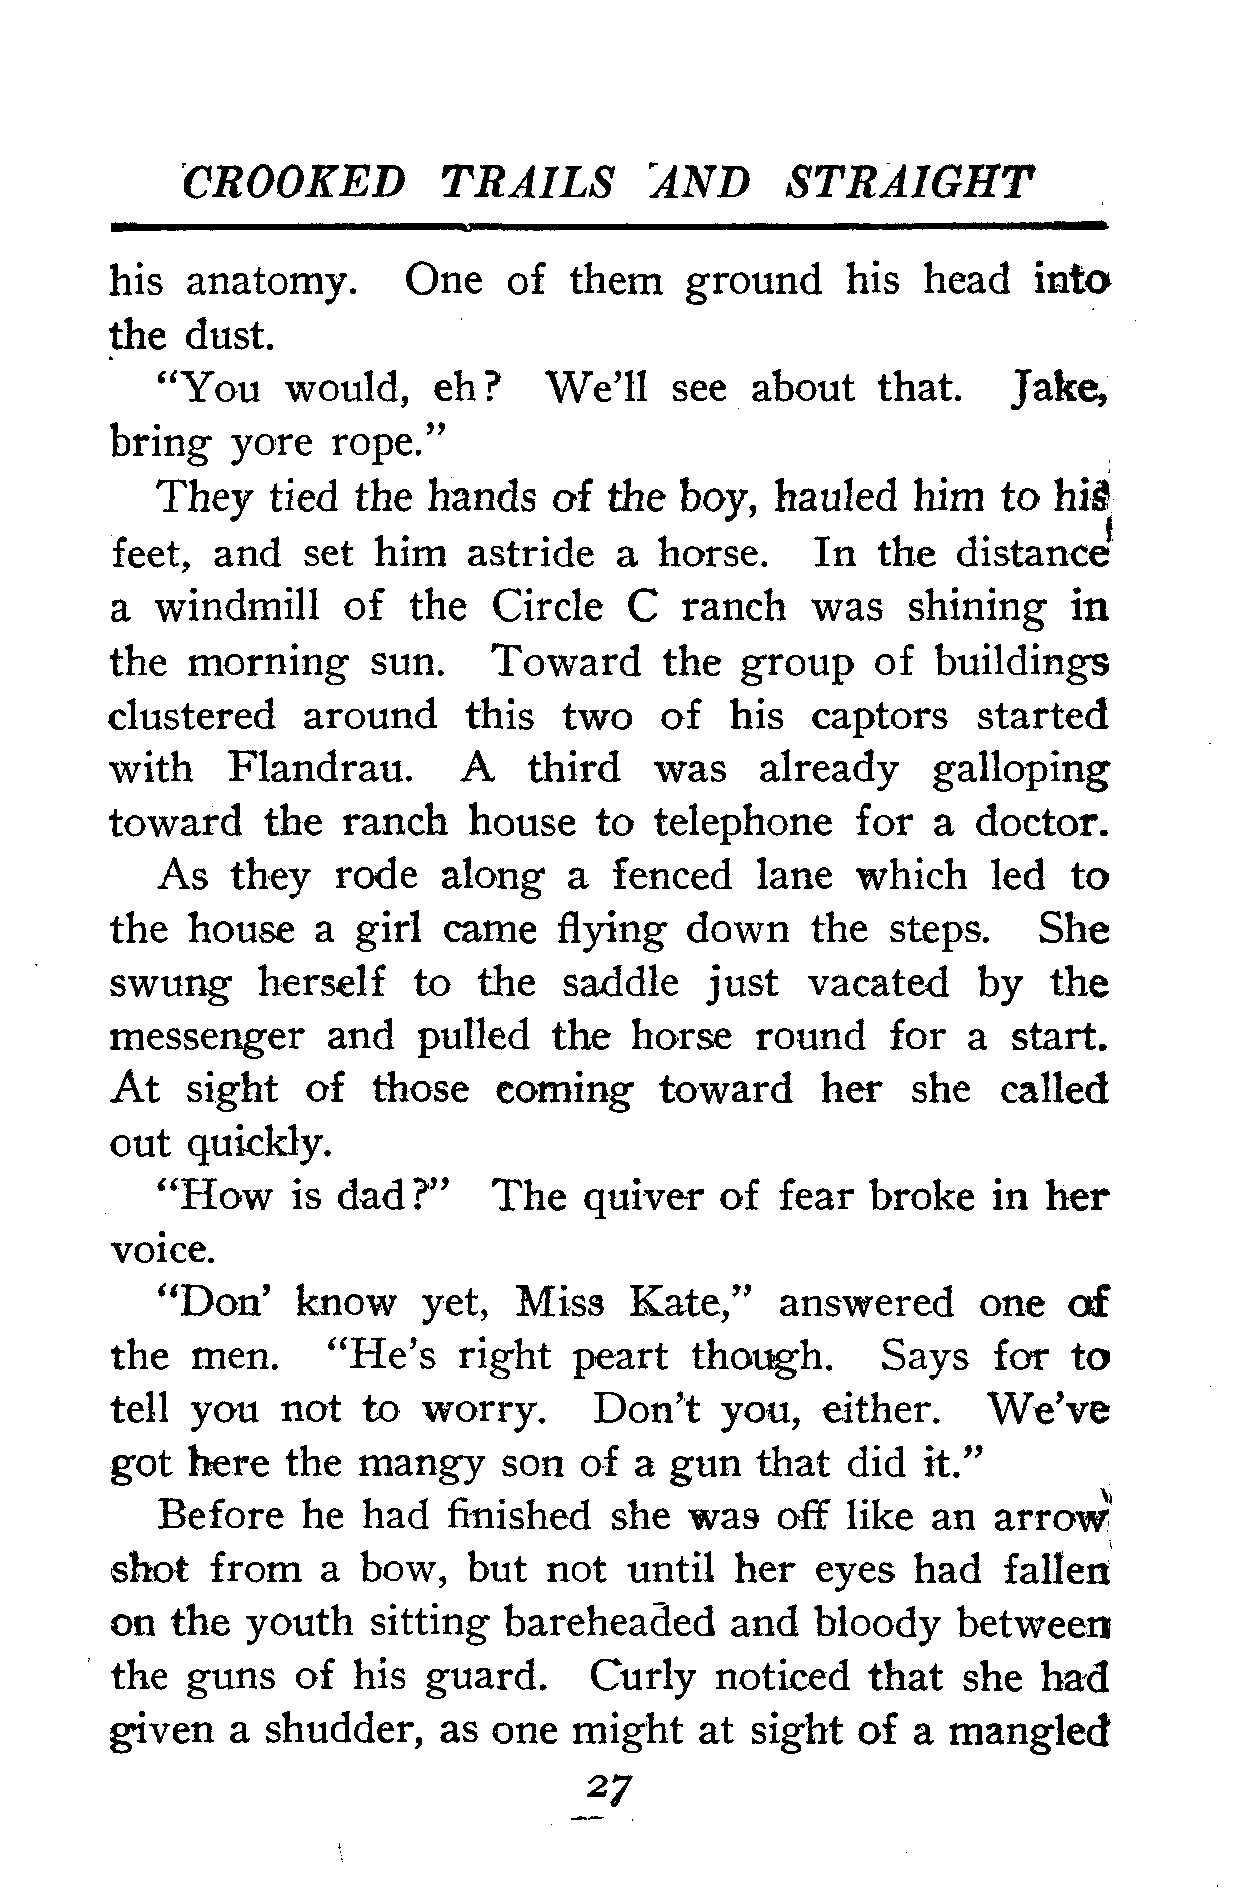 CROOKED TRAILS AND STRAIGHT
his anatomy. One of them ground his head into
the dust.
"You would, eh? We'll see about that. Jake,
bring yore rope."
They tied the hands of the boy, hauled him to his
feet, and set him astride a horse. In the distance
a windmill of the Circle C ranch was shining in
the morning sun. Toward the group of buildings
clustered around this two of his captors started
with Flandrau. A third was already galloping
toward the ranch house to telephone for a doctor.
As they rode along a fenced lane which led to
the house a girl came flying down the steps. She
swung herself to the saddle just vacated by the
messenger and pulled the horse round for a start.
At sight of those coming toward her she called
out quickly.
"How is dad?" The quiver of fear broke in her
voice.
"Don' know yet, Miss Kate," answered one of
the men. "He's right peart though. Says for to
tell you not to worry. Don't you, either. We've
got here the mangy son of a gun that did it."
Before he had finished she was off like an arrow
shot from a bow, but not until her eyes had fallen
on the youth sitting bareheaded and bloody between
the guns of his guard. Curly noticed that she had
given a shudder, as one might at sight of a mangled
27